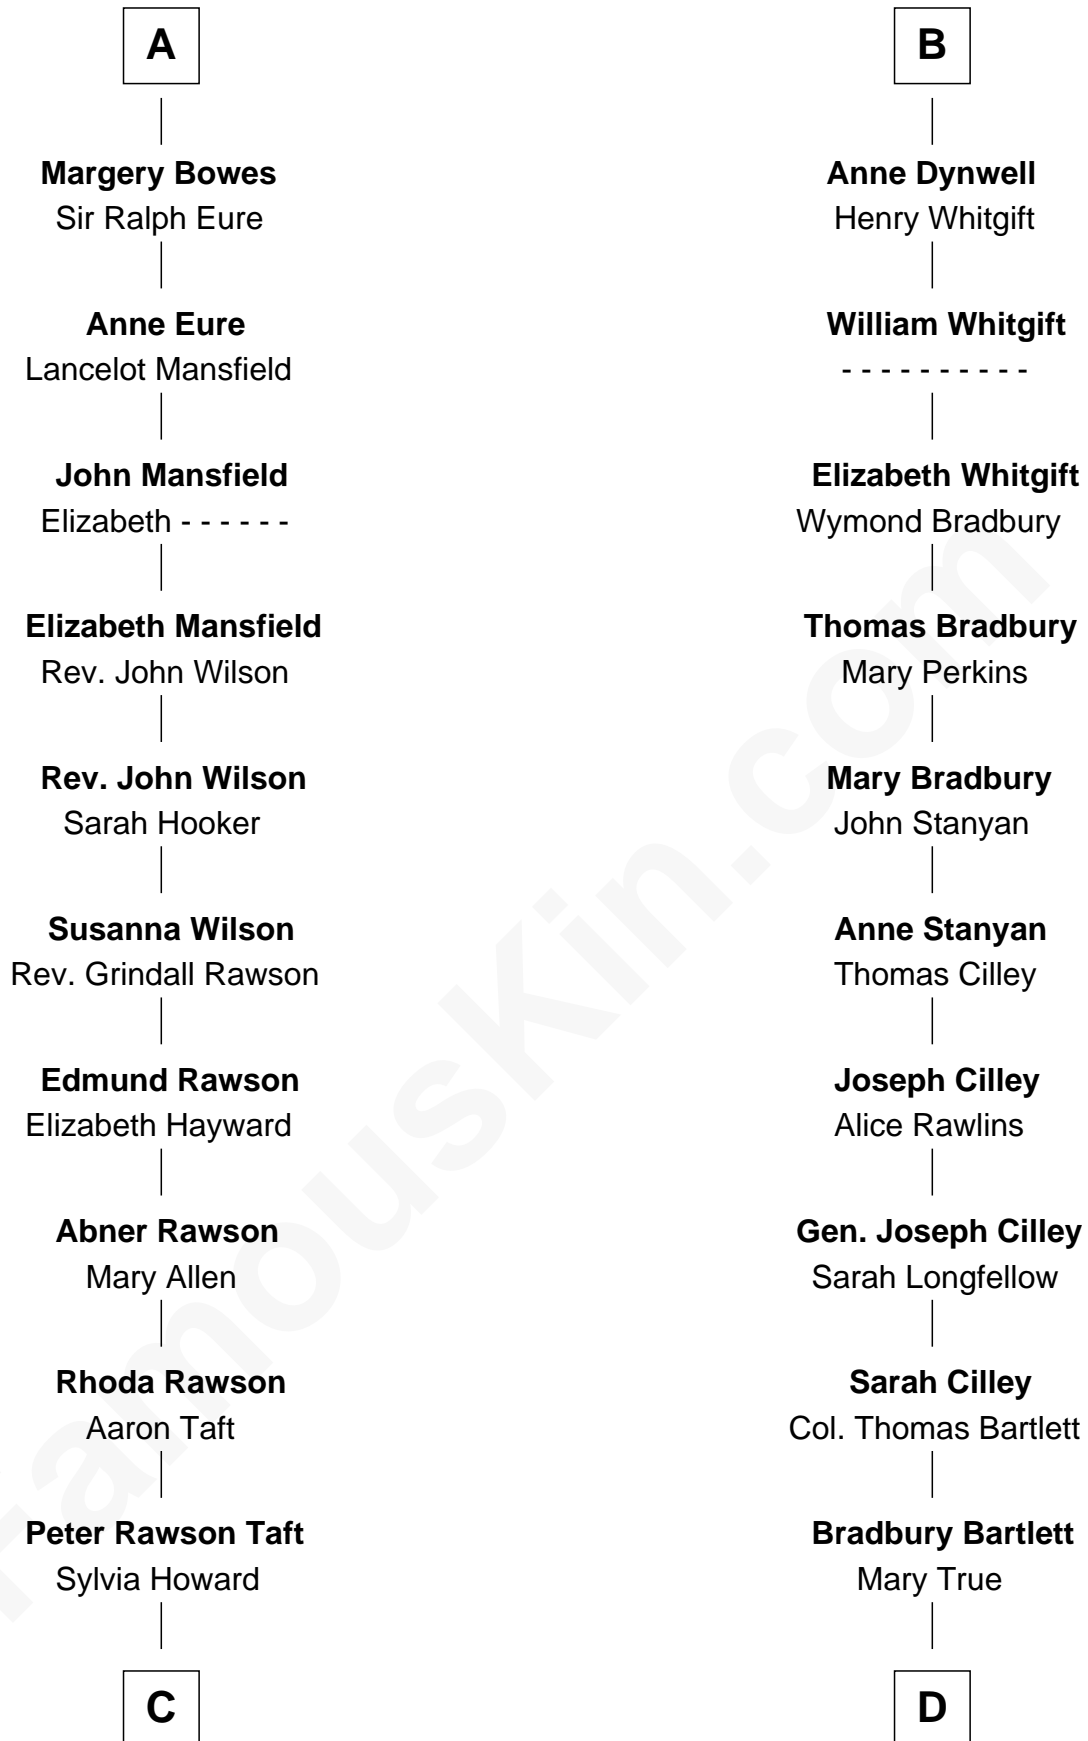 A
Margery Bowes
Sir Ralph Eure
Anne Eure
Lancelot Mansfield
John Mansfield
Elizabeth - - - - - -
Elizabeth Mansfield
Rev. John Wilson
Rev. John Wilson
Sarah Hooker
Susanna Wilson
Rev. Grindall Rawson
Edmund Rawson
Elizabeth Hayward
Abner Rawson
Mary Allen
Rhoda Rawson
Aaron Taft
Peter Rawson Taft
Sylvia Howard
C
B
Anne Dynwell
Henry Whitgift
William Whitgift
- - - - - - - - - -
Elizabeth Whitgift
Wymond Bradbury
Thomas Bradbury
Mary Perkins
Mary Bradbury
John Stanyan
Anne Stanyan
Thomas Cilley
Joseph Cilley
Alice Rawlins
Gen. Joseph Cilley
Sarah Longfellow
Sarah Cilley
Col. Thomas Bartlett
Bradbury Bartlett
Mary True
D
FamousKin.com